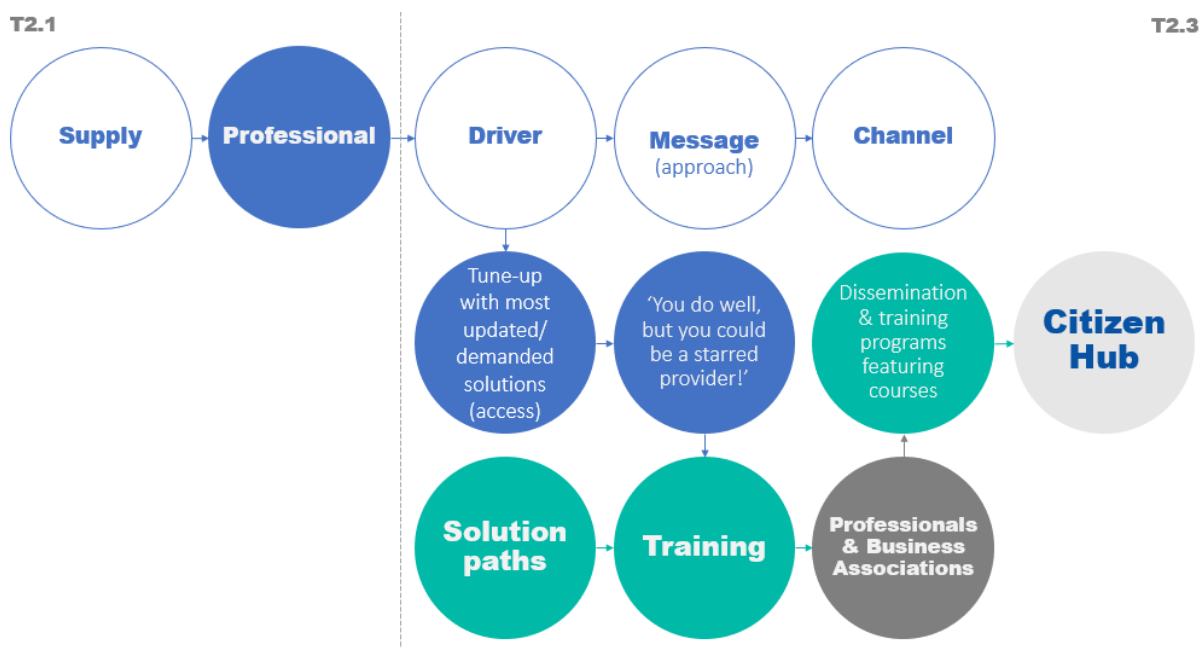 T2.1
T2.3
Supply
Professional
Driver
Message
(approach)
Channel
Tune-up
with most
updated/
demanded
solutions
(access)
‘You do well,
but you could
be a starred
provider!’
Dissemination
& training
programs
featuring
courses
Citizen
Hub
Solution
paths
Training
Professionals
& Business
Associations